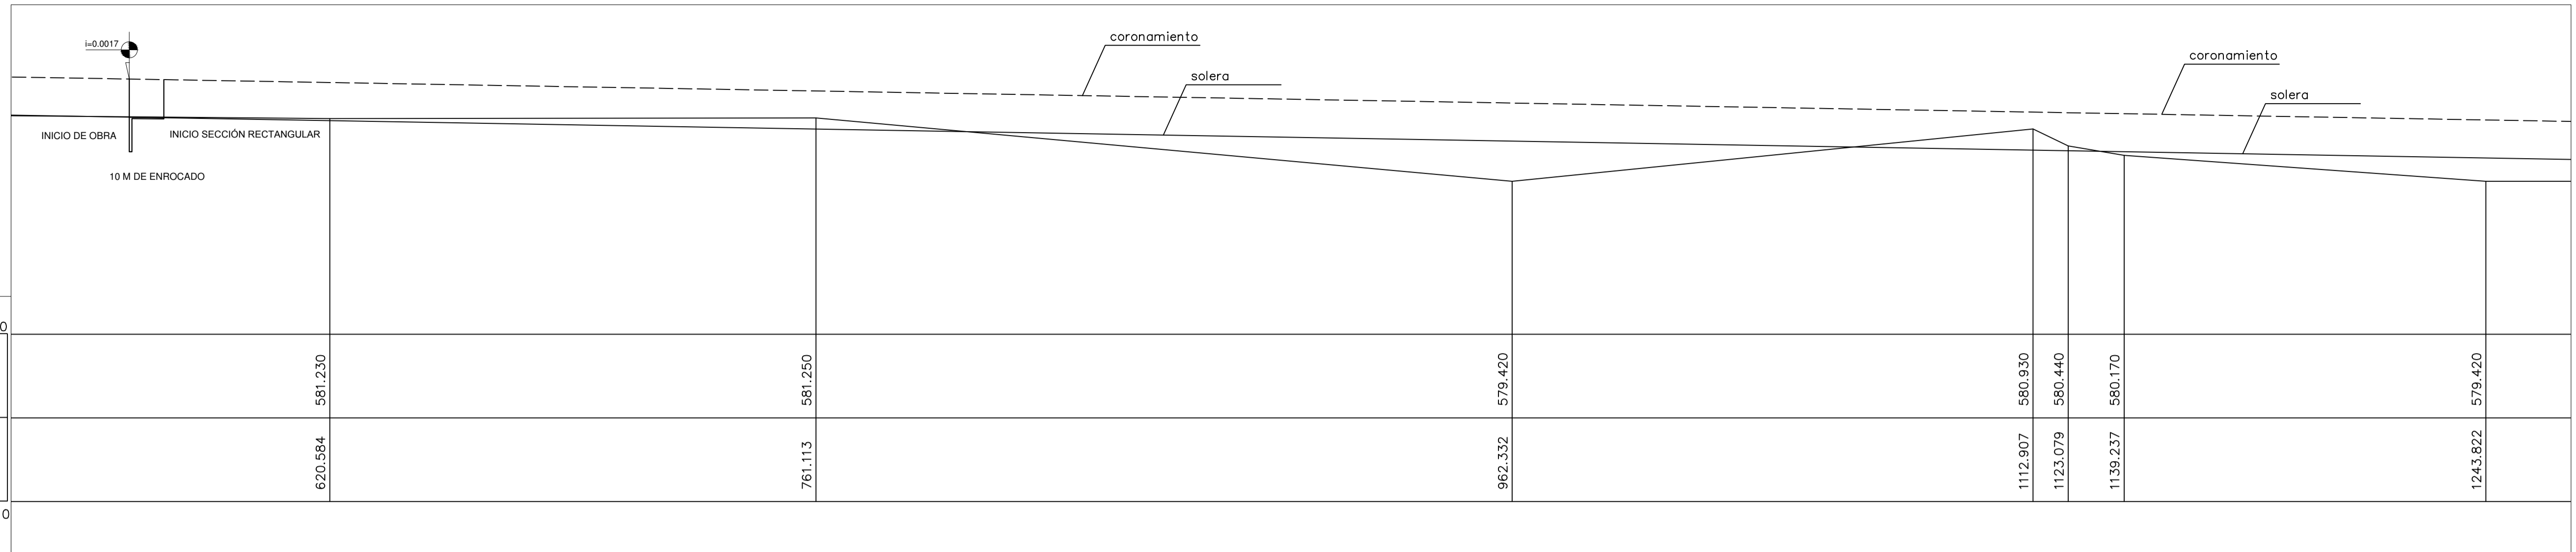 coronamiento
i=0.0017
coronamiento
solera
solera
INICIO DE OBRA
INICIO SECCIÓN RECTANGULAR
10 M DE ENROCADO
0
581.230
581.250
579.420
580.930
580.440
580.170
579.420
620.584
761.113
962.332
1112.907
1123.079
1139.237
1243.822
0